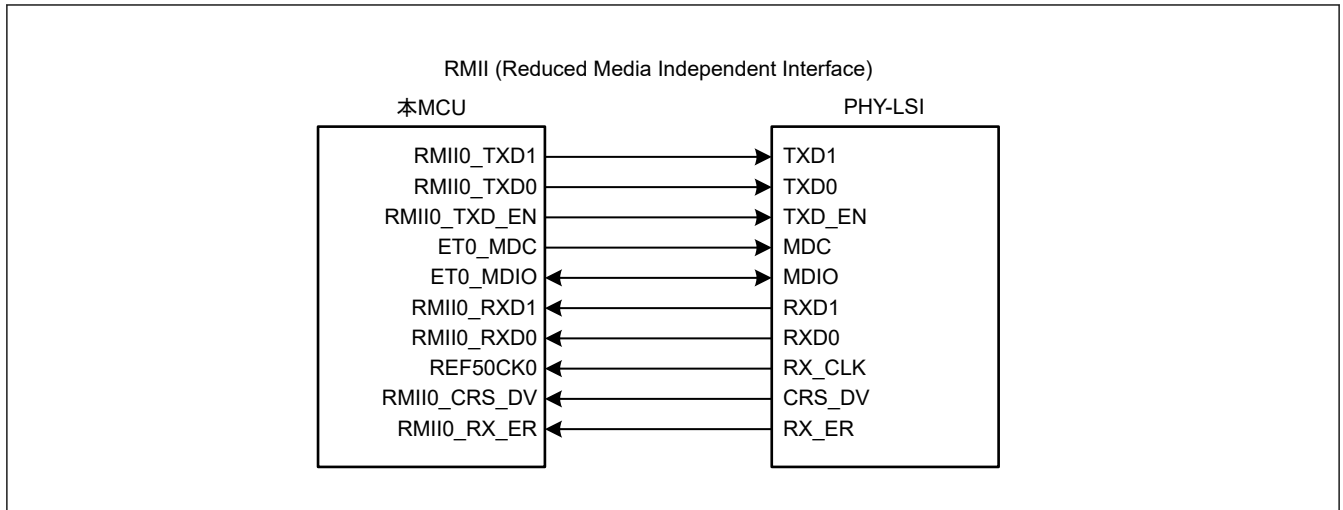 RMII (Reduced Media Independent Interface)
本MCU PHY-LSI
RMII0_TXD1 TXD1
RMII0_TXD0 TXD0
RMII0_TXD_EN TXD_EN
ET0_MDC MDC
ET0_MDIO MDIO
RMII0_RXD1 RXD1
RMII0_RXD0 RXD0
REF50CK0 RX_CLK
RMII0_CRS_DV CRS_DV
RMII0_RX_ER RX_ER